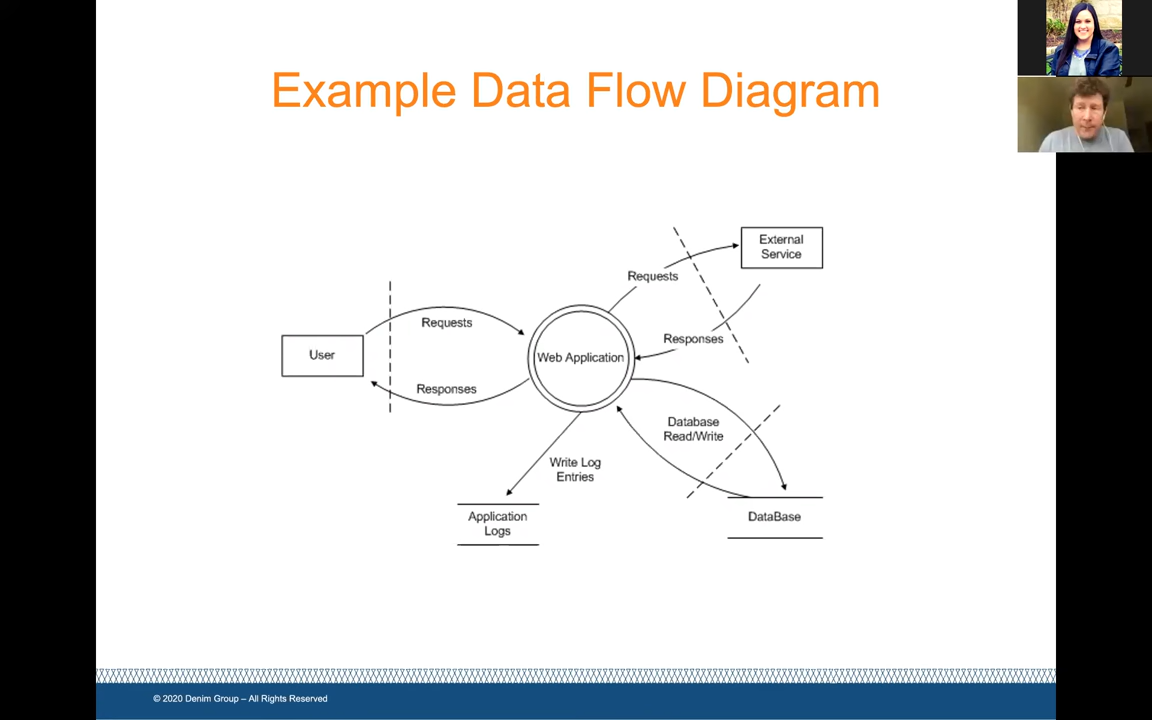 Example Data Flow Diagram
External
Service
Requests
Requests
Responses
User
Web Application
Responses
Database
Read/Write
Write Log
Entries
Application
Logs
DataBase
© 2020 Denim Group – All Rights Reserved